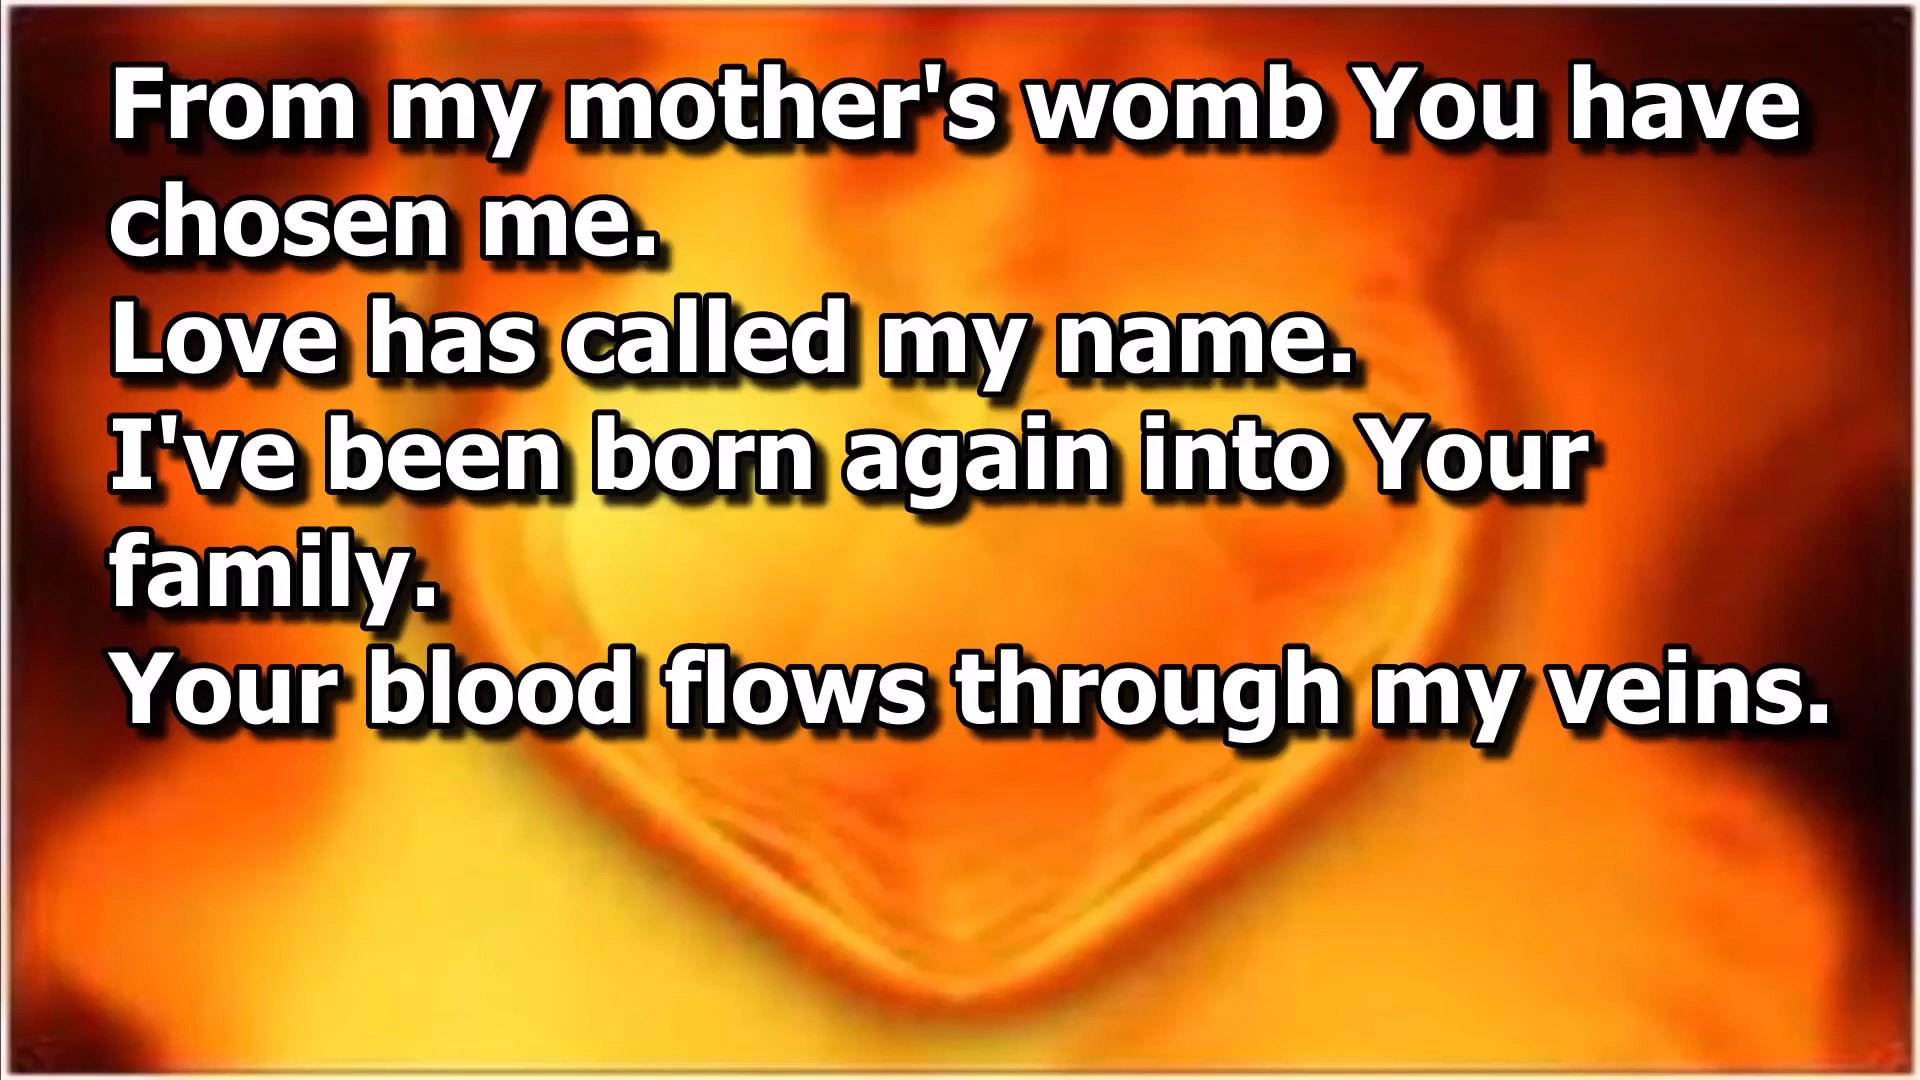 From my mother's womb You have
chosen me.
Love has called my name.
I've been born again into Your
family.
Your blood flows through my veins.